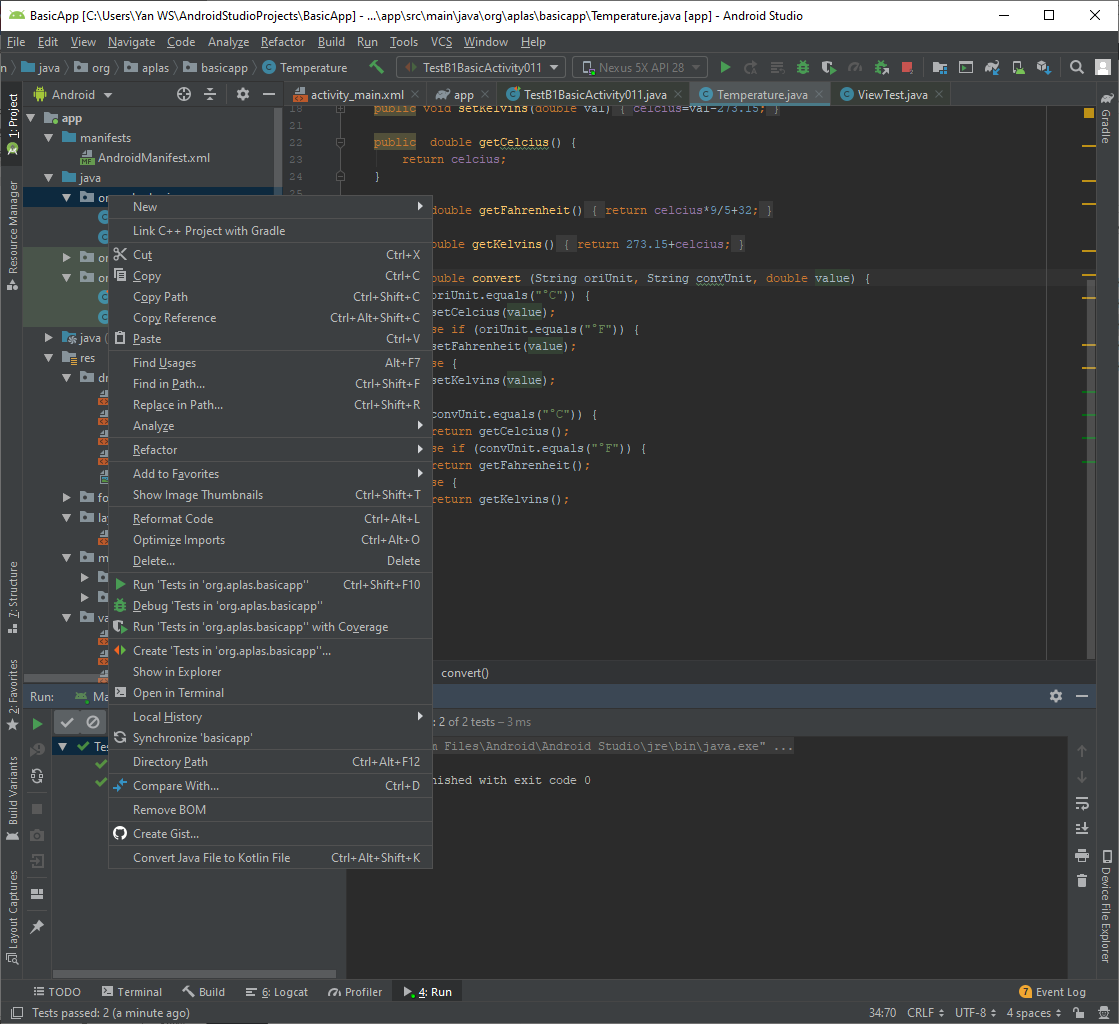 BasicApp [C:\Users\Yan WS\AndroidStudioProjects\BasicApp] - ...\app\src\main\java\org\aplas\basicapp\Temperature.java [app] - Android Studio
File Edit View Navigate Code Analyze Refactor Build Run Tools VCS Window Help
n java org aplas basicapp Temperature TestB1BasicActivity011 Nexus 5X API 28
1: Project Android activity_main.xml app TestB1BasicActivity011.java Temperature.java ViewTest.java Gradle
app
manifests
AndroidManifest.xml
java
res
public void setKelvins(double val) { celcius=val-273.15; }
21
22 public double getCelcius() {
23 return celcius;
24 }
25
double getFahrenheit() { return celcius*9/5+32; }
ouble getKelvins() { return 273.15+celcius; }
ouble convert (String oriUnit, String convUnit, double value) {
oriUnit.equals("°C")) {
setCelcius(value);
se if (oriUnit.equals("°F")) {
setFahrenheit(value);
se {
setKelvins(value);
convUnit.equals("°C")) {
return getCelcius();
se if (convUnit.equals("°F")) {
return getFahrenheit();
se {
return getKelvins();
convert()
New
Link C++ Project with Gradle
Cut Ctrl+X
Copy Ctrl+C
Copy Path Ctrl+Shift+C
Copy Reference Ctrl+Alt+Shift+C
Paste Ctrl+V
Find Usages Alt+F7
Find in Path... Ctrl+Shift+F
Replace in Path... Ctrl+Shift+R
Analyze
Refactor
Add to Favorites
Show Image Thumbnails Ctrl+Shift+T
Reformat Code Ctrl+Alt+L
Optimize Imports Ctrl+Alt+O
Delete... Delete
Run 'Tests in 'org.aplas.basicapp'' Ctrl+Shift+F10
Debug 'Tests in 'org.aplas.basicapp''
Run 'Tests in 'org.aplas.basicapp'' with Coverage
Create 'Tests in 'org.aplas.basicapp''...
Show in Explorer
Open in Terminal
Local History
Synchronize 'basicapp'
Directory Path Ctrl+Alt+F12
Compare With... Ctrl+D
Remove BOM
Create Gist...
Convert Java File to Kotlin File Ctrl+Alt+Shift+K
Resource Manager
7: Structure
2: Favorites
Build Variants
Layout Captures
Device File Explorer
Run: Ma
: 2 of 2 tests – 3 ms
Tes
m Files\Android\Android Studio\jre\bin\java.exe" ...
nished with exit code 0
TODO Terminal Build 6: Logcat Profiler 4: Run Event Log
Tests passed: 2 (a minute ago) 34:70 CRLF UTF-8 4 spaces